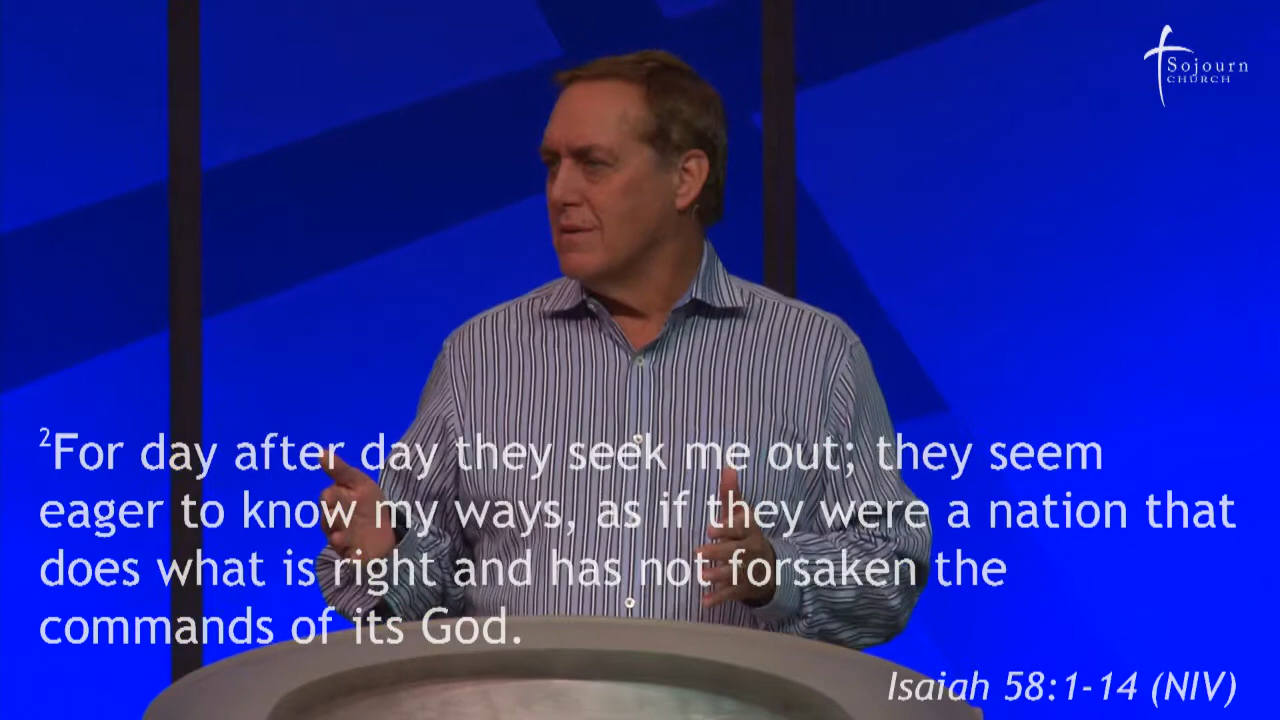 Sojourn
CHURCH
²For day after day they seek me out; they seem
eager to know my ways, as if they were a nation that
does what is right and has not forsaken the
commands of its God.
Isaiah 58:1-14 (NIV)